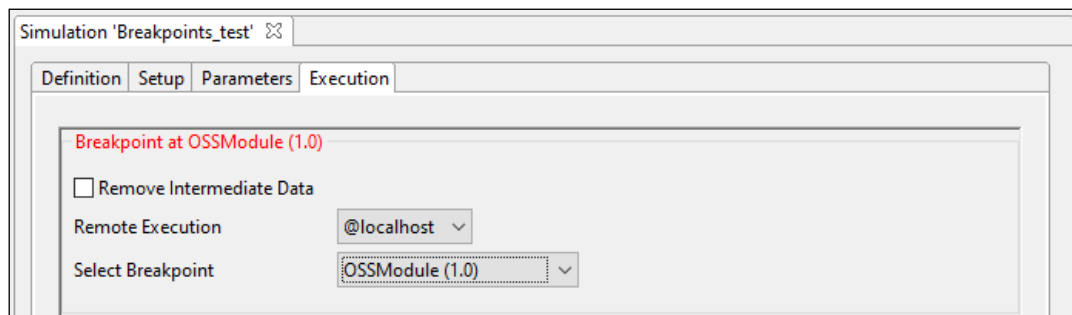 Simulation 'Breakpoints_test'
Definition Setup Parameters Execution
Breakpoint at OSSModule (1.0)
Remove Intermediate Data
Remote Execution @localhost
Select Breakpoint OSSModule (1.0)